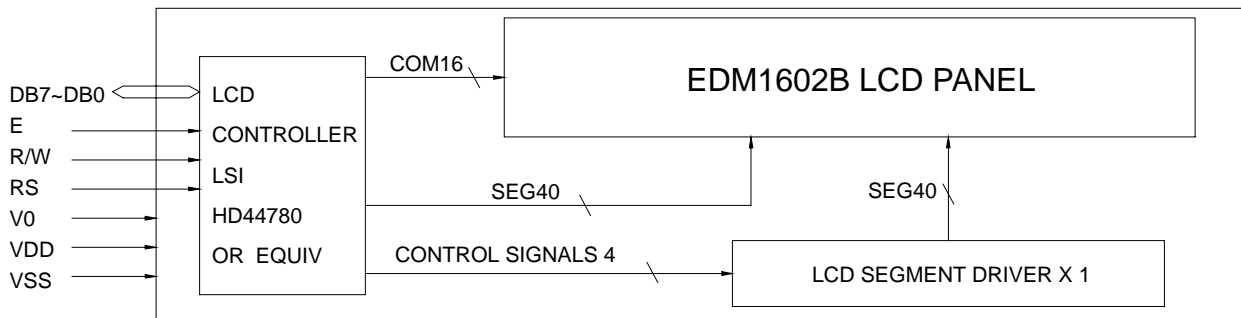 COM16
EDM1602B LCD PANEL
DB7~DB0
LCD
E
CONTROLLER
R/W
LSI
RS
SEG40
SEG40
V0
HD44780
VDD
OR EQUIV
CONTROL SIGNALS 4
VSS
LCD SEGMENT DRIVER X 1